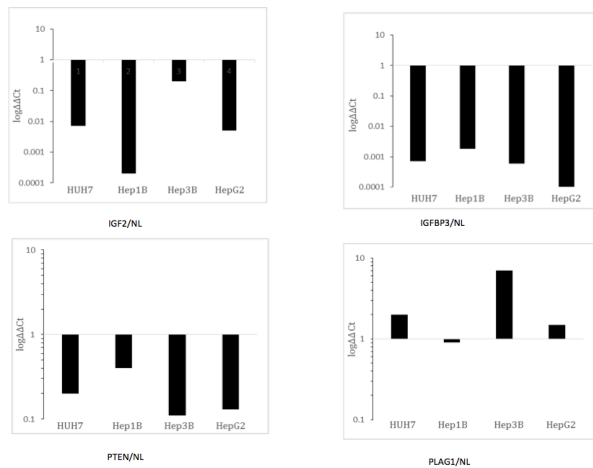 10
1
0.1
0.01
0.001
0.0001
logΔΔCt
1 2 3 4
HUH7 Hep1B Hep3B HepG2
IGF2/NL
10
1
0.1
0.01
0.001
0.0001
logΔΔCt
HUH7 Hep1B Hep3B HepG2
IGFBP3/NL
10
1
0.1
logΔΔCt
HUH7 Hep1B Hep3B HepG2
PTEN/NL
10
1
0.1
logΔΔCt
HUH7 Hep1B Hep3B HepG2
PLAG1/NL